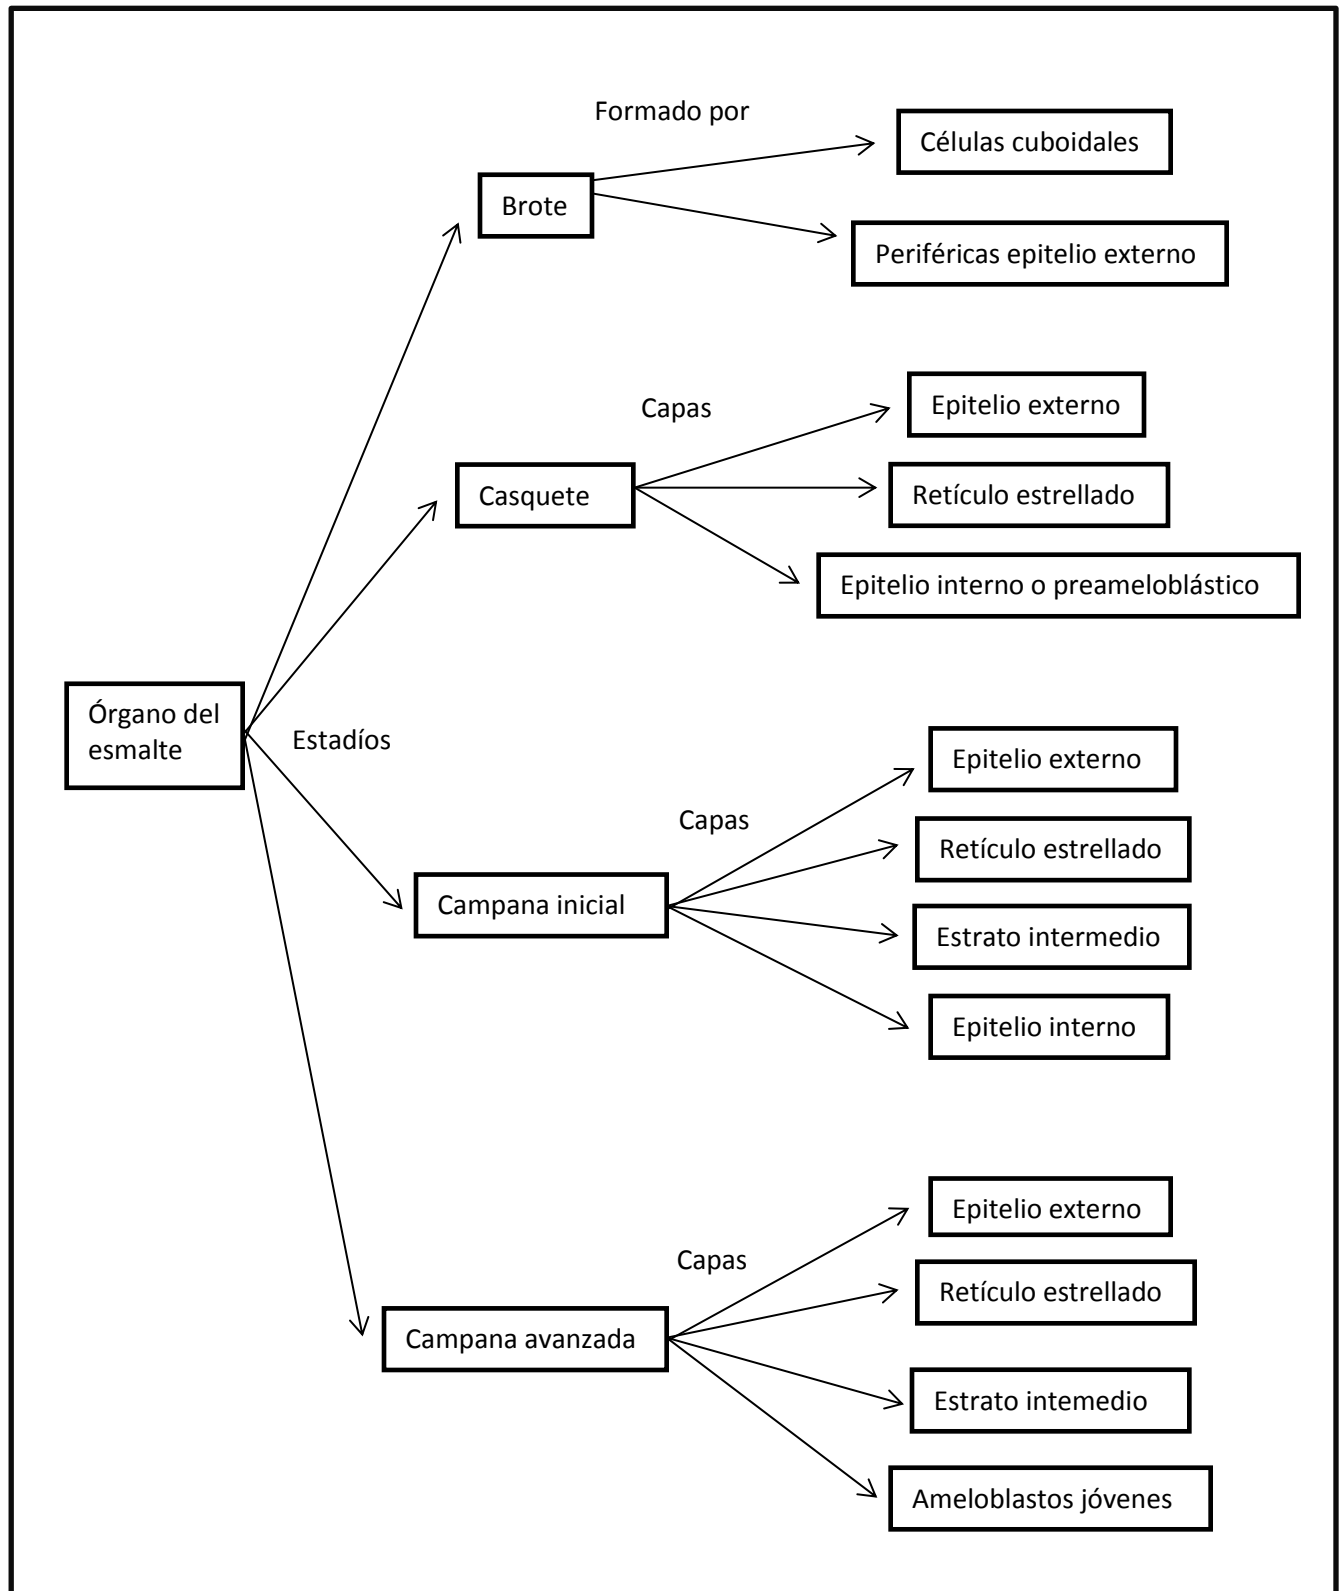 Formado por
Células cuboidales
Brote
Periféricas epitelio externo
Capas
Epitelio externo
Casquete
Retículo estrellado
Epitelio interno o preameloblástico
Órgano del
esmalte
Estadíos
Capas
Epitelio externo
Retículo estrellado
Campana inicial
Estrato intermedio
Epitelio interno
Capas
Epitelio externo
Retículo estrellado
Campana avanzada
Estrato intemedio
Ameloblastos jóvenes